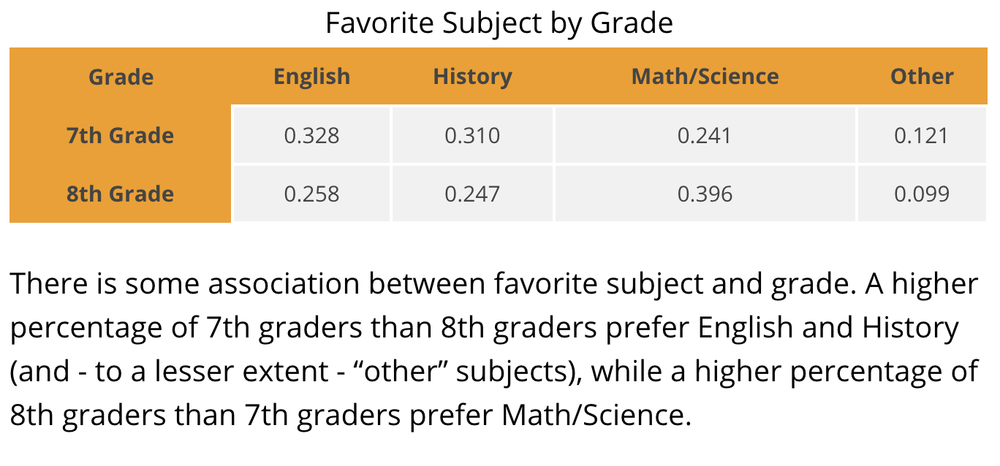 Favorite Subject by Grade
Grade English History Math/Science Other
7th Grade 0.328 0.310 0.241 0.121
8th Grade 0.258 0.247 0.396 0.099
There is some association between favorite subject and grade. A higher
percentage of 7th graders than 8th graders prefer English and History
(and - to a lesser extent - “other” subjects), while a higher percentage of
8th graders than 7th graders prefer Math/Science.